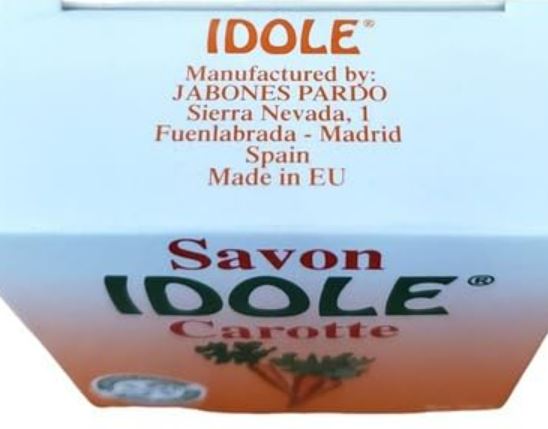 IDOLE®
Manufactured by:
JABONES PARDO
Sierra Nevada, 1
Fuenlabrada - Madrid
Spain
Made in EU
Savon
IDOLE®
Carotte